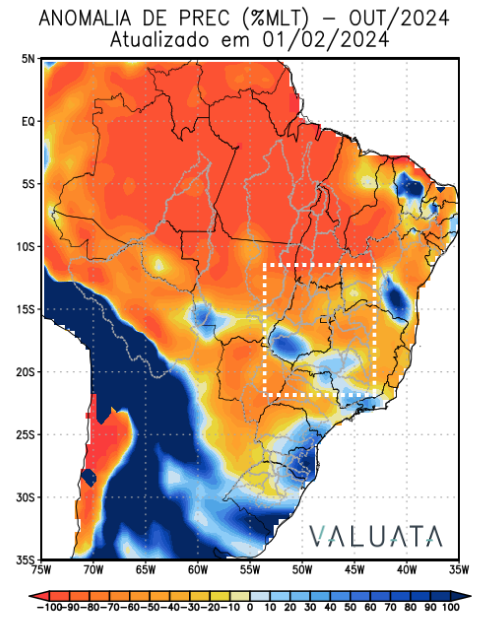 ANOMALIA DE PREC (%MLT) – OUT/2024
Atualizado em 01/02/2024
5N
EQ
5S
10S
15S
20S
25S
30S
35S
VALUATA
75W 70W 65W 60W 55W 50W 45W 40W 35W
-100-90-80-70-60-50-40-30-20-10 0 10 20 30 40 50 60 70 80 90 100